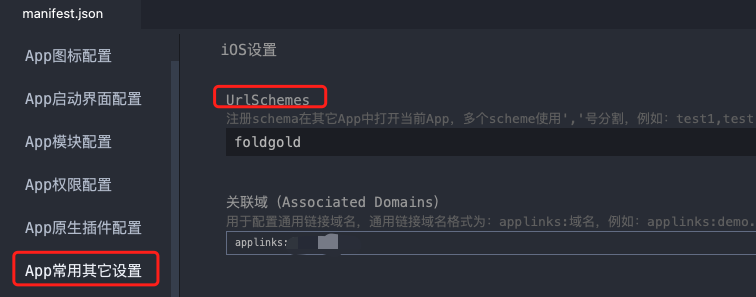 manifest.json
App图标配置
App启动界面配置
App模块配置
App权限配置
App原生插件配置
App常用其它设置
iOS设置
UrlSchemes
注册schema在其它App中打开当前App，多个scheme使用','号分割，例如：test1,test
foldgold
关联域 (Associated Domains)
用于配置通用链接域名，通用链接域名格式为：applinks:域名，例如：applinks:demo.
applinks: